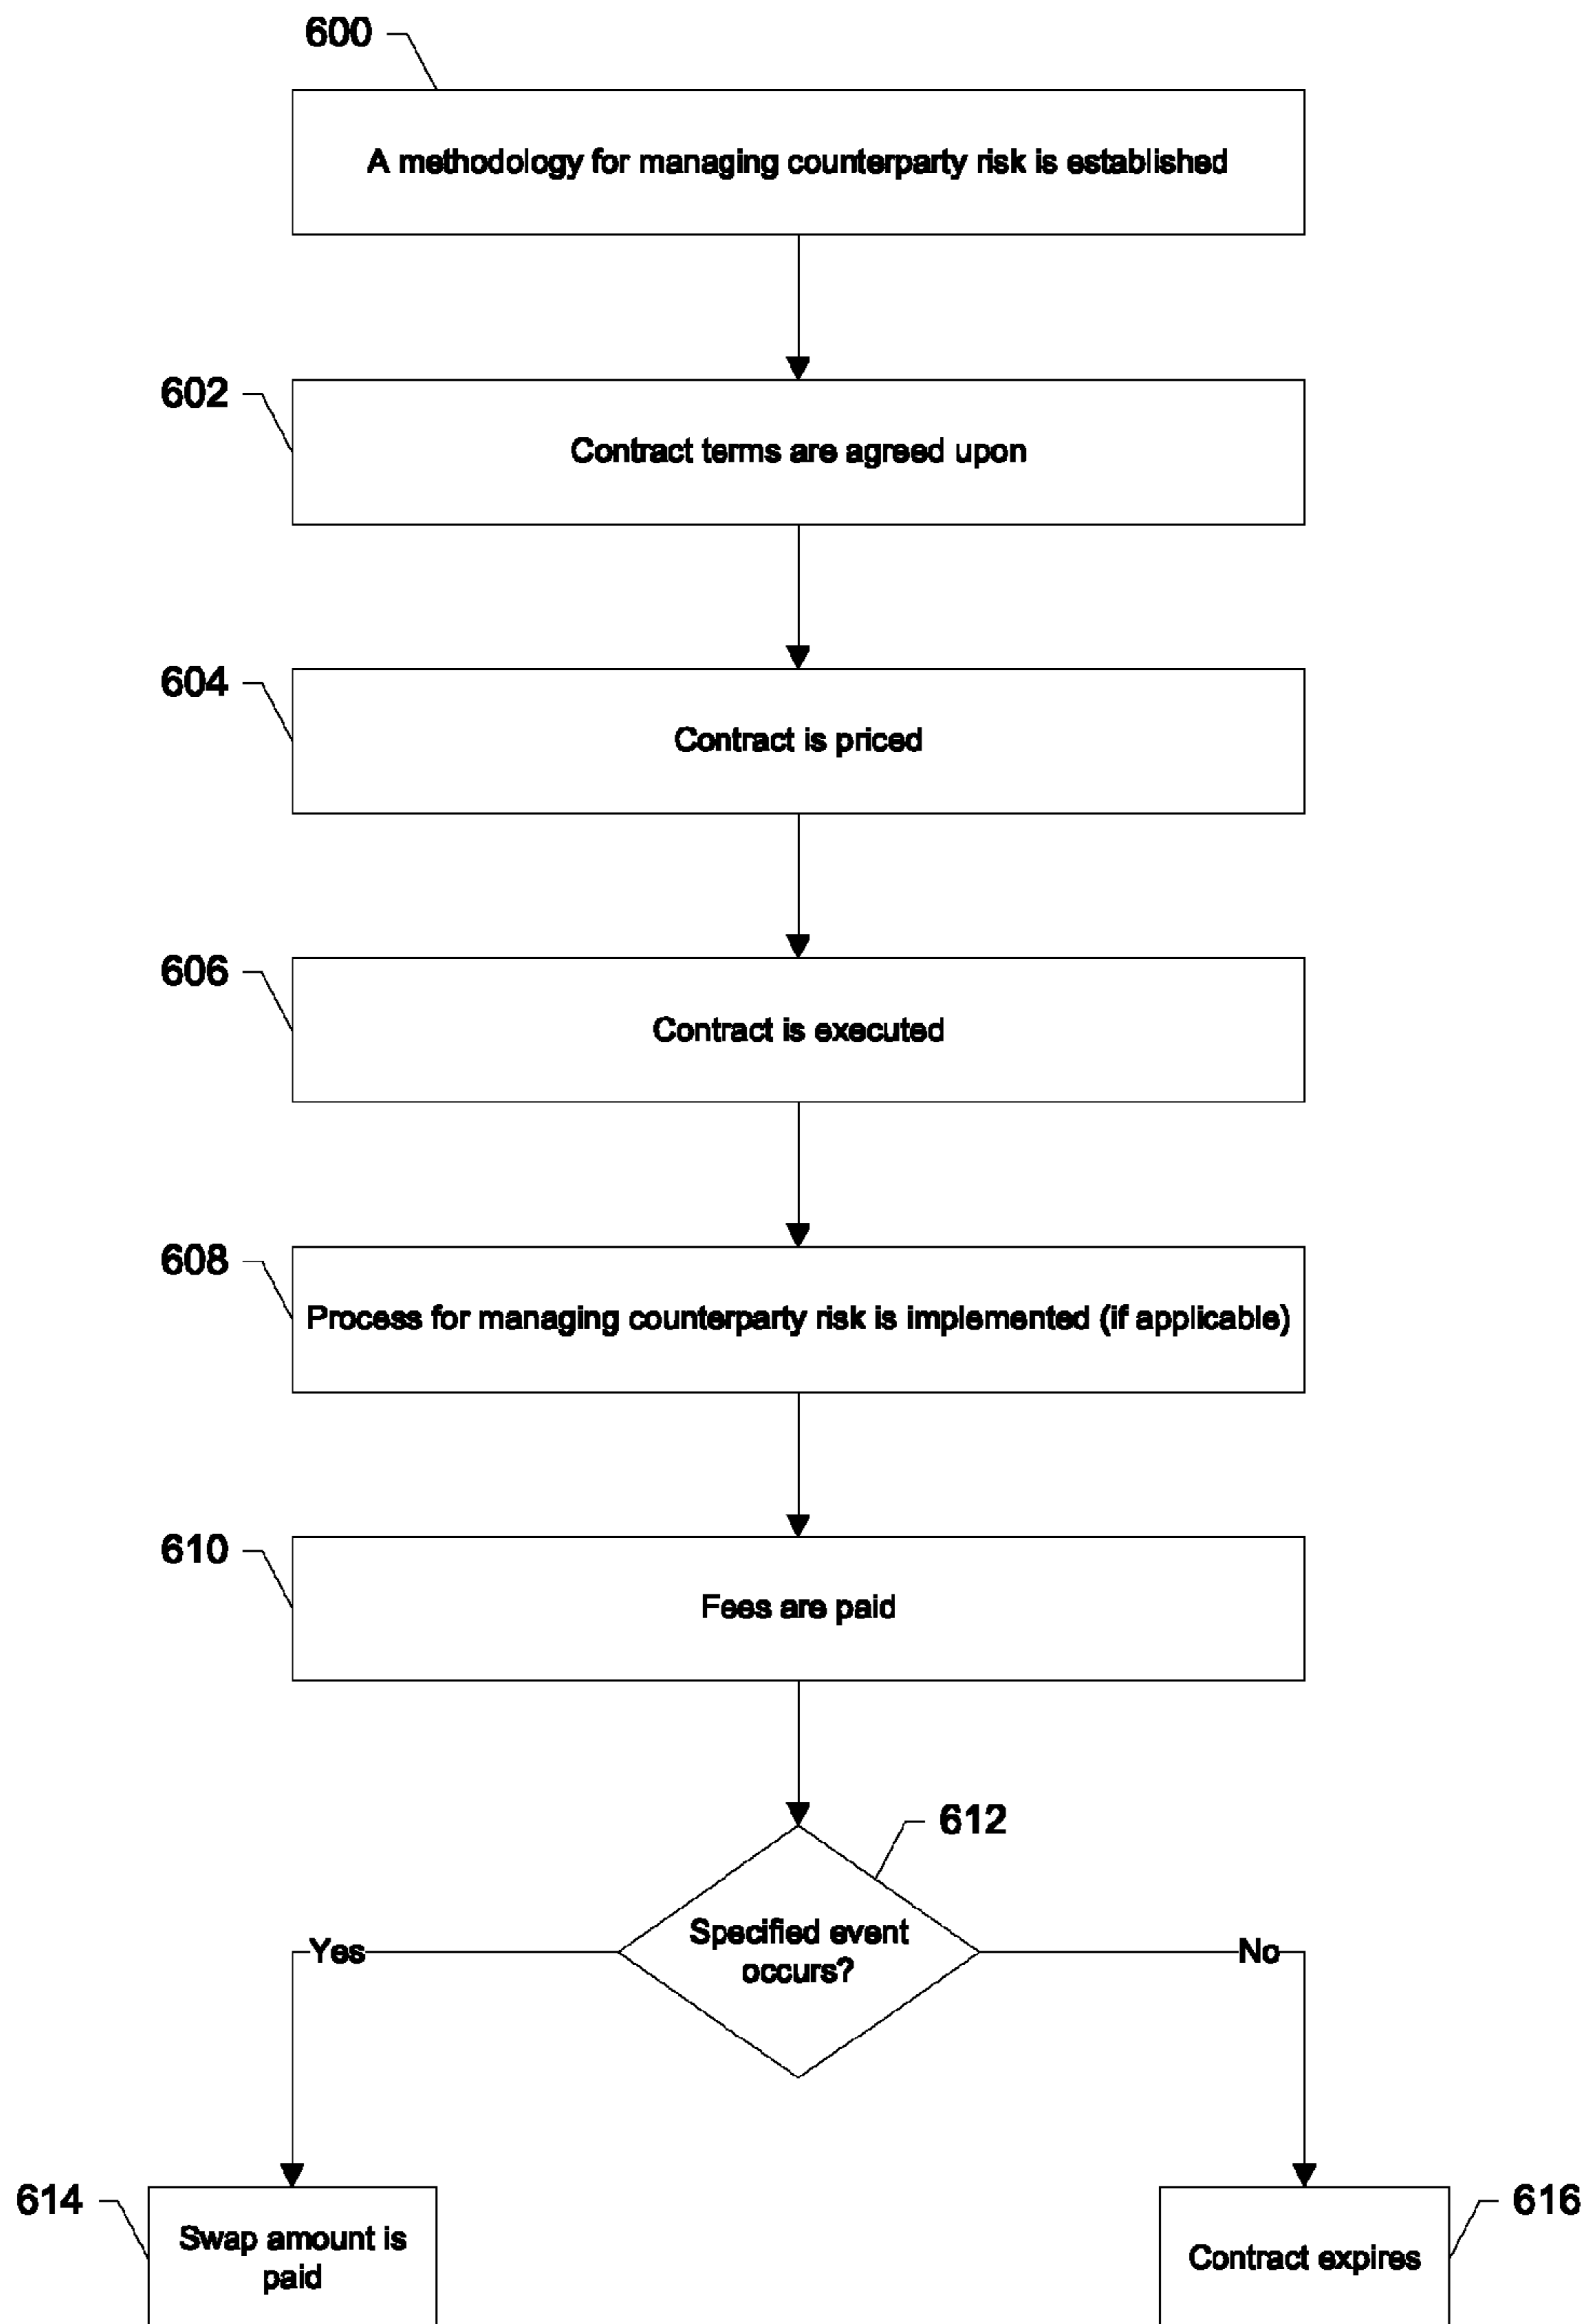 600
A methodology for managing counterparty risk is established
602
Contract terms are agreed upon
604
Contract is priced
606
Contract is executed
608
Process for managing counterparty risk is implemented (if applicable)
610
Fees are paid
612
Specified event
occurs?
Yes
No
614
Swap amount is
paid
616
Contract expires